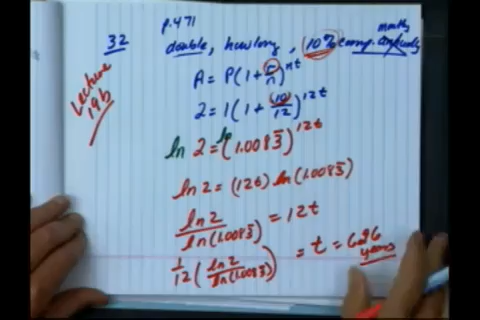 p.471
32 double, how long, 10% comp. annually
monthly
Lecture 19b
A = P(1 + r/n)^nt
2 = 1(1 + .10/12)^12t
ln 2 = ln(1.0083̅)^12t
ln 2 = (12t) ln(1.0083̅)
ln 2 / ln(1.0083̅) = 12t
1/12 (ln 2 / ln(1.0083̅)) = t = 6.96 years